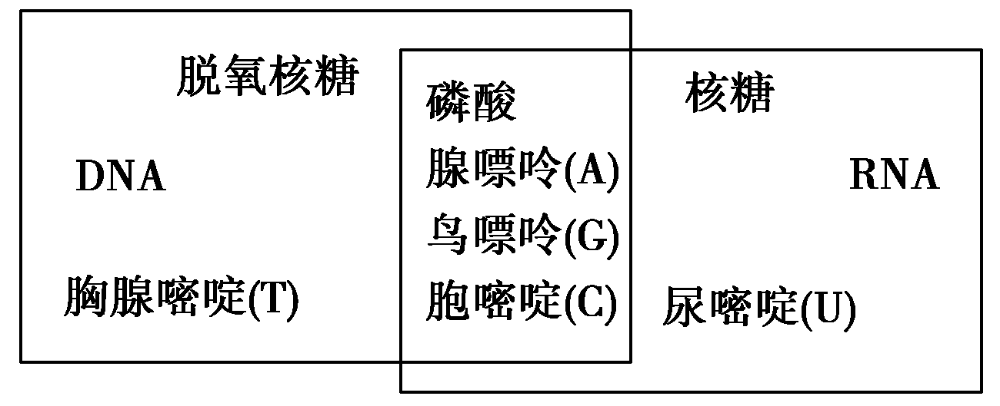 脱氧核糖
DNA
胸腺嘧啶(T)
磷酸
腺嘌呤(A)
鸟嘌呤(G)
胞嘧啶(C)
核糖
RNA
尿嘧啶(U)